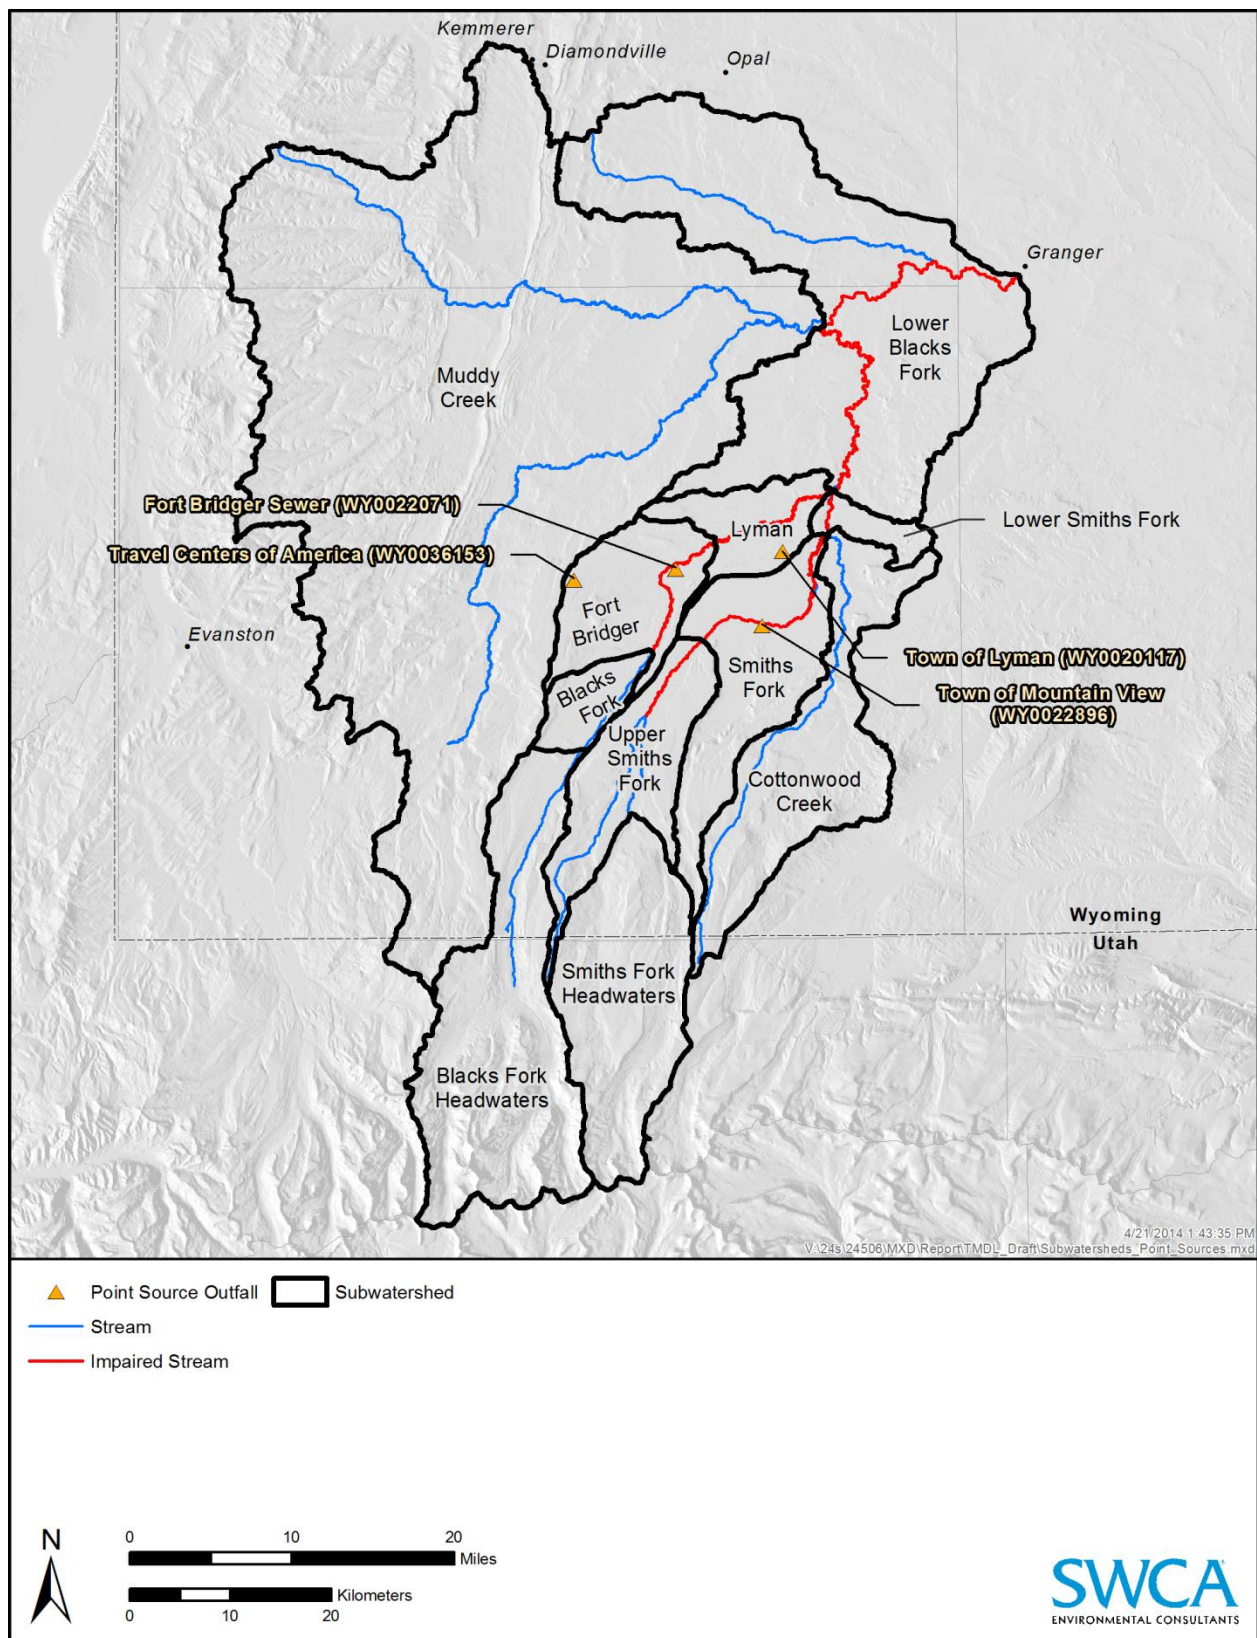 Kemmerer
Diamondville
Opal
Granger
Lower
Blacks
Fork
Muddy
Creek
Fort Bridger Sewer (WY0022071)
Lyman
Lower Smiths Fork
Travel Centers of America (WY0036153)
Fort
Bridger
Evanston
Town of Lyman (WY0020117)
Blacks
Fork
Smiths
Fork
Town of Mountain View
(WY0022896)
Upper
Smiths
Fork
Cottonwood
Creek
Wyoming
Utah
Smiths Fork
Headwaters
Blacks Fork
Headwaters
4/21/2014 1:43:35 PM
V:\24s\24506\MXD\Report\TMDL_Draft\Subwatersheds_Point_Sources.mxd
Point Source Outfall
Subwatershed
Stream
Impaired Stream
N
0 10 20
Miles
Kilometers
0 10 20
SWCA
ENVIRONMENTAL CONSULTANTS